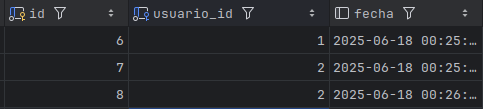 id usuario_id fecha
6 1 2025-06-18 00:25:…
7 2 2025-06-18 00:25:…
8 2 2025-06-18 00:26:…